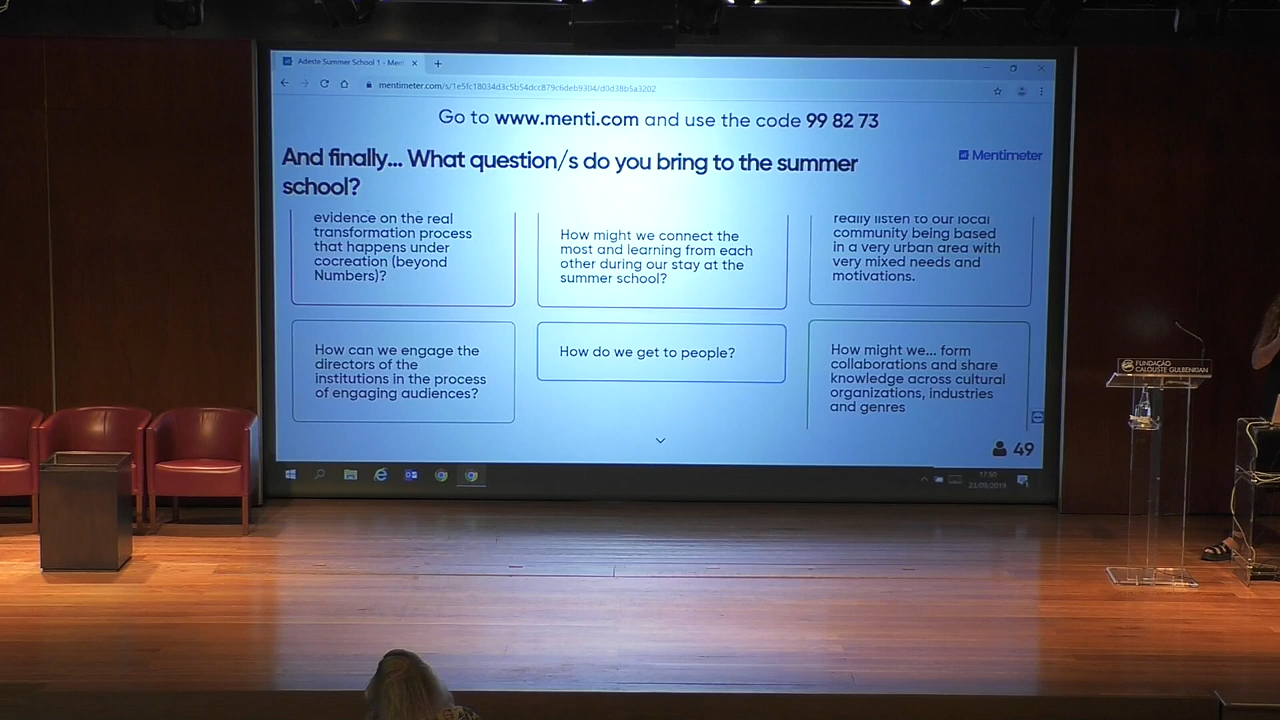 Adeste Summer School 1 - Men
mentimeter.com/s/1e5fc18034d3c5b54dcc879c6deb9304/d0d38b5a3202
Go to www.menti.com and use the code 99 82 73
And finally... What question/s do you bring to the summer
school?
Mentimeter
evidence on the real
transformation process
that happens under
cocreation (beyond
Numbers)?
How might we connect the
most and learning from each
other during our stay at the
summer school?
really listen to our local
community being based
in a very urban area with
very mixed needs and
motivations.
How can we engage the
directors of the
institutions in the process
of engaging audiences?
How do we get to people?
How might we... form
collaborations and share
knowledge across cultural
organizations, industries
and genres
49
17:50
23/09/2019
FUNDAÇÃO
CALOUSTE GULBENKIAN